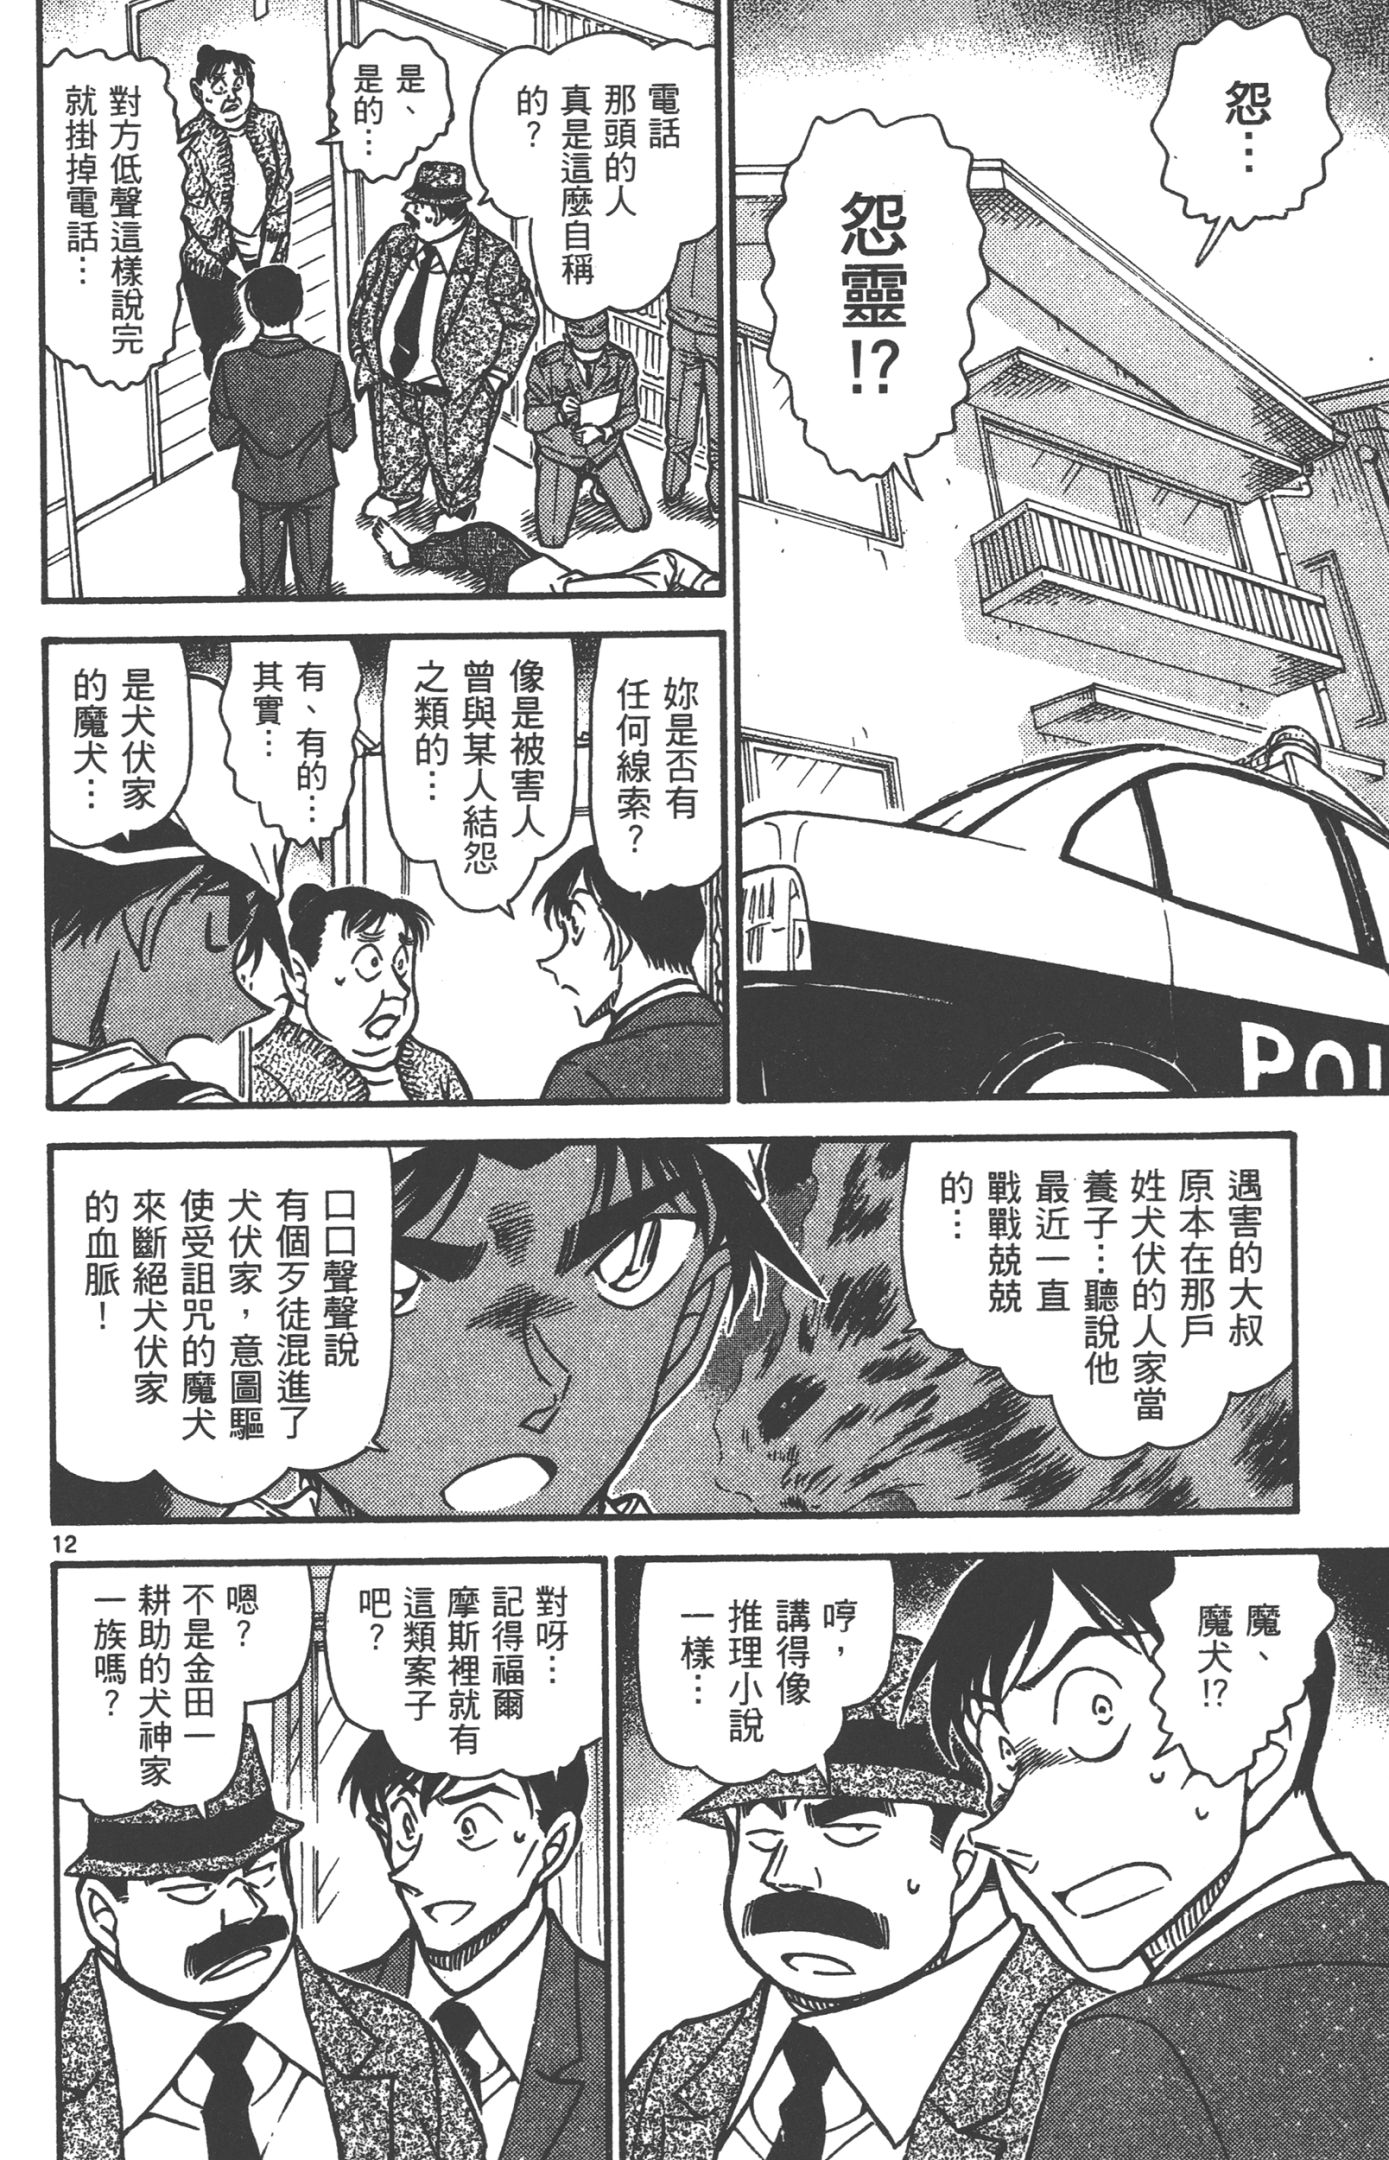 怨…
怨靈!?
POL
電話
那頭的人
真是這麼自稱
的？
是、
是的…
對方低聲這樣說完
就掛掉電話…
妳是否有
任何線索？
像是被害人
曾與某人結怨
之類的…
有、有的…
其實…
是犬伏家
的魔犬…
遇害的大叔
原本在那戶
姓犬伏的人家當
養子…聽說他
最近一直
戰戰兢兢
的…
口口聲聲說
有個歹徒混進了
犬伏家，意圖驅
使受詛咒的魔犬
來斷絕犬伏家
的血脈！
12
魔、
魔犬!?
哼，
講得像
推理小說
一樣…
對呀…
記得福爾
摩斯裡就有
這類案子
吧？
嗯？
不是金田一
耕助的犬神家
一族嗎？